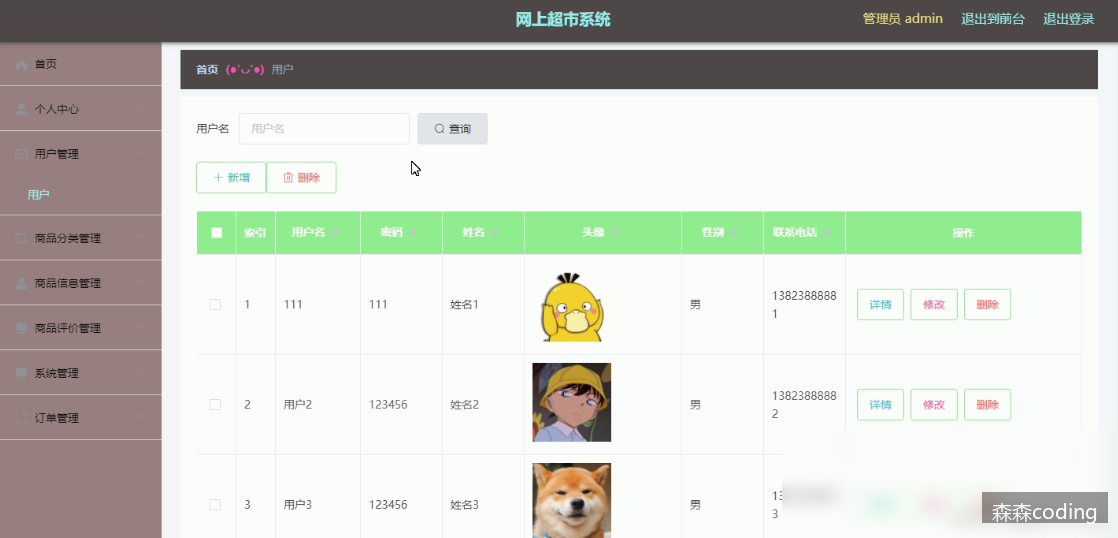 网上超市系统
管理员 admin 退出到前台 退出登录
首页
个人中心
用户管理
用户
商品分类管理
商品信息管理
商品评价管理
系统管理
订单管理
首页 (●'◡'●) 用户
用户名 用户名 查询
新增 删除
索引 用户名 密码 姓名 头像 性别 联系电话 操作
1 111 111 姓名1 男 1382388888
1
详情 修改 删除
2 用户2 123456 姓名2 男 1382388888
2
详情 修改 删除
3 用户3 123456 姓名3 男
3
森森coding